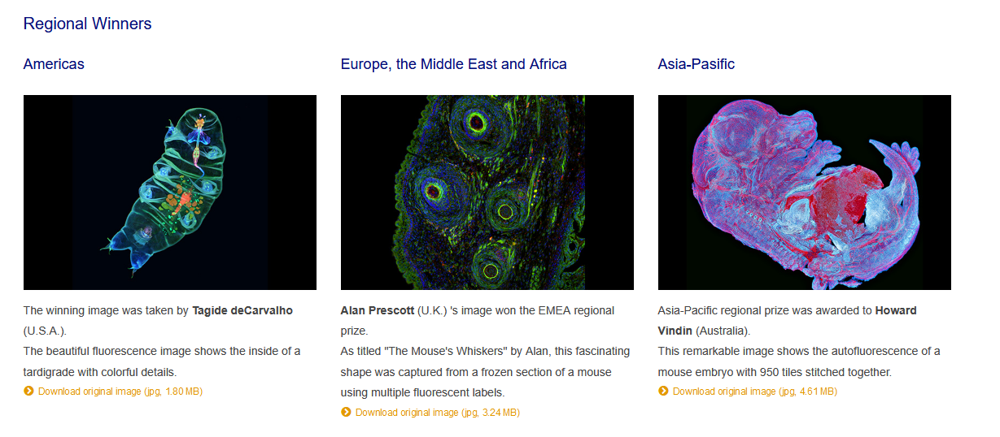 Regional Winners
Americas
Europe, the Middle East and Africa
Asia-Pasific
The winning image was taken by Tagide deCarvalho
(U.S.A.).
The beautiful fluorescence image shows the inside of a
tardigrade with colorful details.
Download original image (jpg, 1.80 MB)
Alan Prescott (U.K.) 's image won the EMEA regional
prize.
As titled "The Mouse's Whiskers" by Alan, this fascinating
shape was captured from a frozen section of a mouse
using multiple fluorescent labels.
Download original image (jpg, 3.24 MB)
Asia-Pacific regional prize was awarded to Howard
Vindin (Australia).
This remarkable image shows the autofluorescence of a
mouse embryo with 950 tiles stitched together.
Download original image (jpg, 4.61 MB)